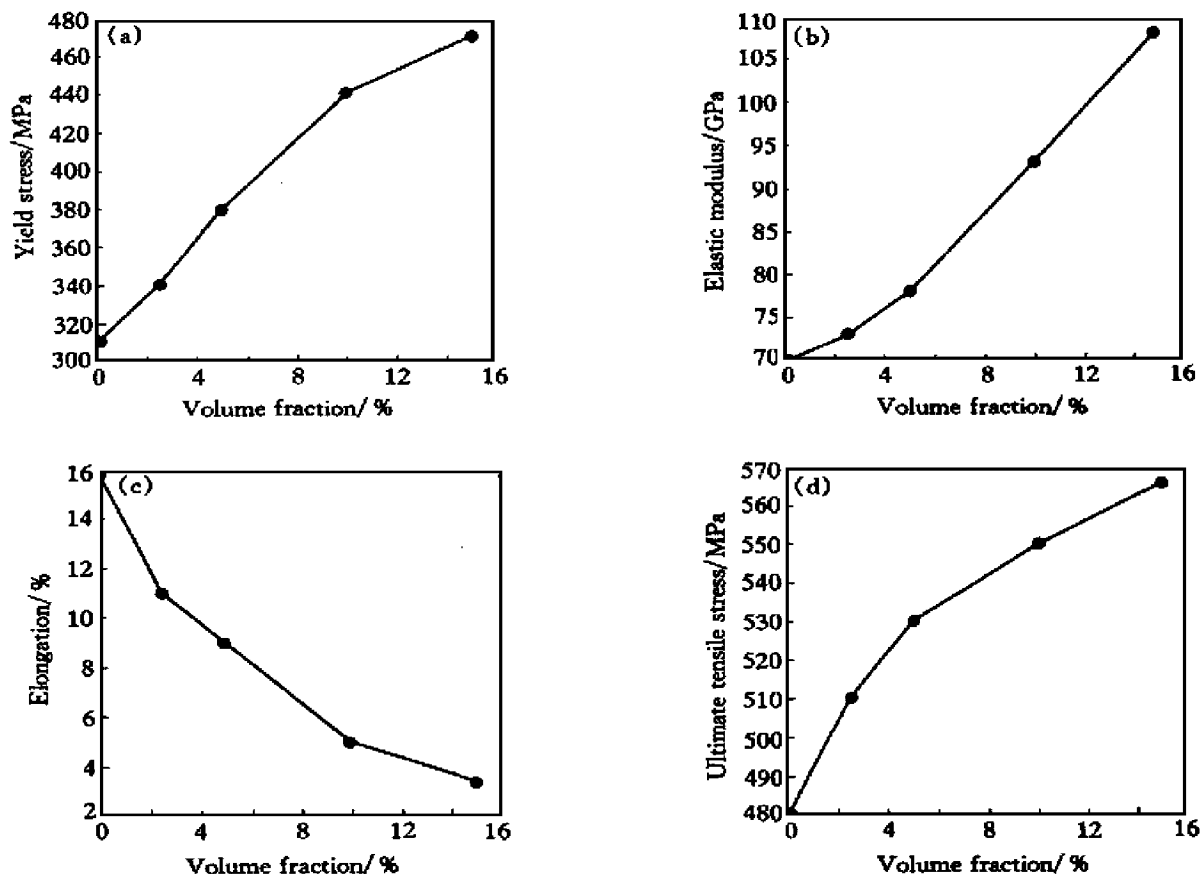 (a)
Yield stress/MPa
480
460
440
420
400
380
360
340
320
300
0 4 8 12 16
Volume fraction/ %
(b)
Elastic modulus/GPa
110
105
100
95
90
85
80
75
70
0 4 8 12 16
Volume fraction/ %
(c)
Elongation/ %
16
14
12
10
8
6
4
2
0 4 8 12 16
Volume fraction/ %
(d)
Ultimate tensile stress/MPa
570
560
550
540
530
520
510
500
490
480
0 4 8 12 16
Volume fraction/ %